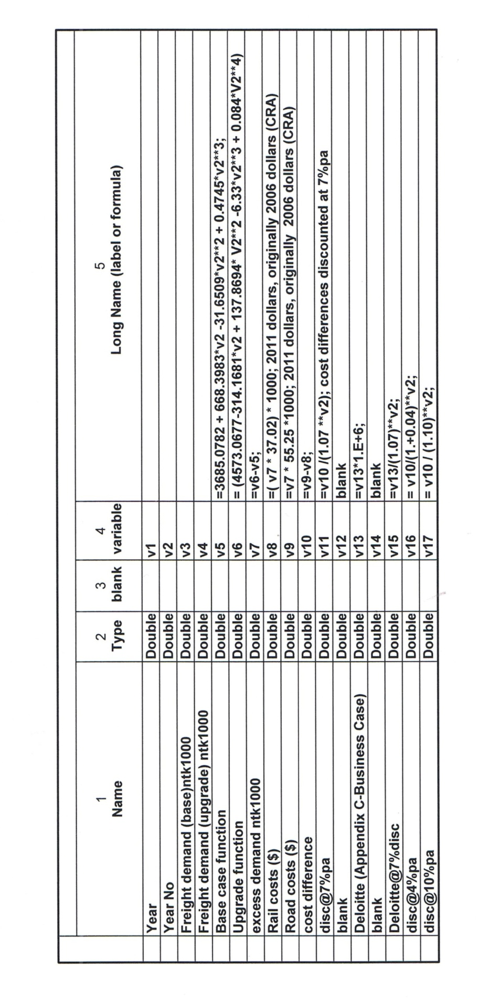 1 2 3 4 5
Name Type blank variable Long Name (label or formula)
Year Double v1
Year No Double v2
Freight demand (base)ntk1000 Double v3
Freight demand (upgrade) ntk1000 Double v4
Base case function Double v5 =3685.0782 + 668.3983*v2 -31.6509*v2**2 + 0.4745*v2**3;
Upgrade function Double v6 = (4573.0677-314.1681*v2 + 137.8694* V2**2 -6.33*v2**3 + 0.084*V2**4)
excess demand ntk1000 Double v7 =v6-v5;
Rail costs ($) Double v8 =( v7 * 37.02) * 1000; 2011 dollars, originally 2006 dollars (CRA)
Road costs ($) Double v9 =v7 * 55.25 *1000; 2011 dollars, originally 2006 dollars (CRA)
cost difference Double v10 =v9-v8;
disc@7%pa Double v11 =v10 /(1.07 **v2); cost differences discounted at 7%pa
blank Double v12 blank
Deloitte (Appendix C-Business Case) Double v13 =v13*1.E+6;
blank Double v14 blank
Deloitte@7%disc Double v15 =v13/(1.07)**v2;
disc@4%pa Double v16 = v10/(1.+0.04)**v2;
disc@10%pa Double v17 = v10 / (1.10)**v2;